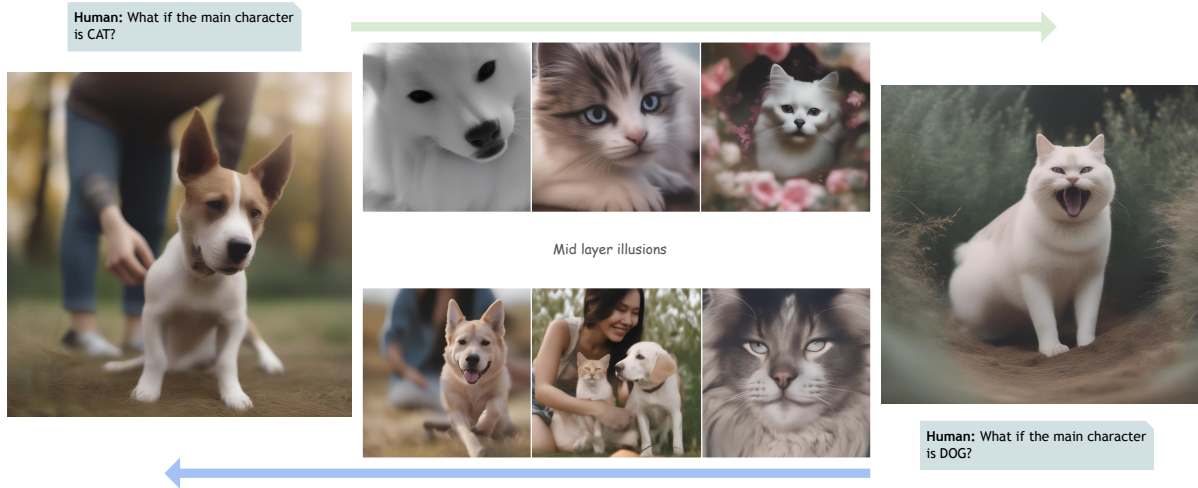 Human: What if the main character
is CAT?
Mid layer illusions
Human: What if the main character
is DOG?